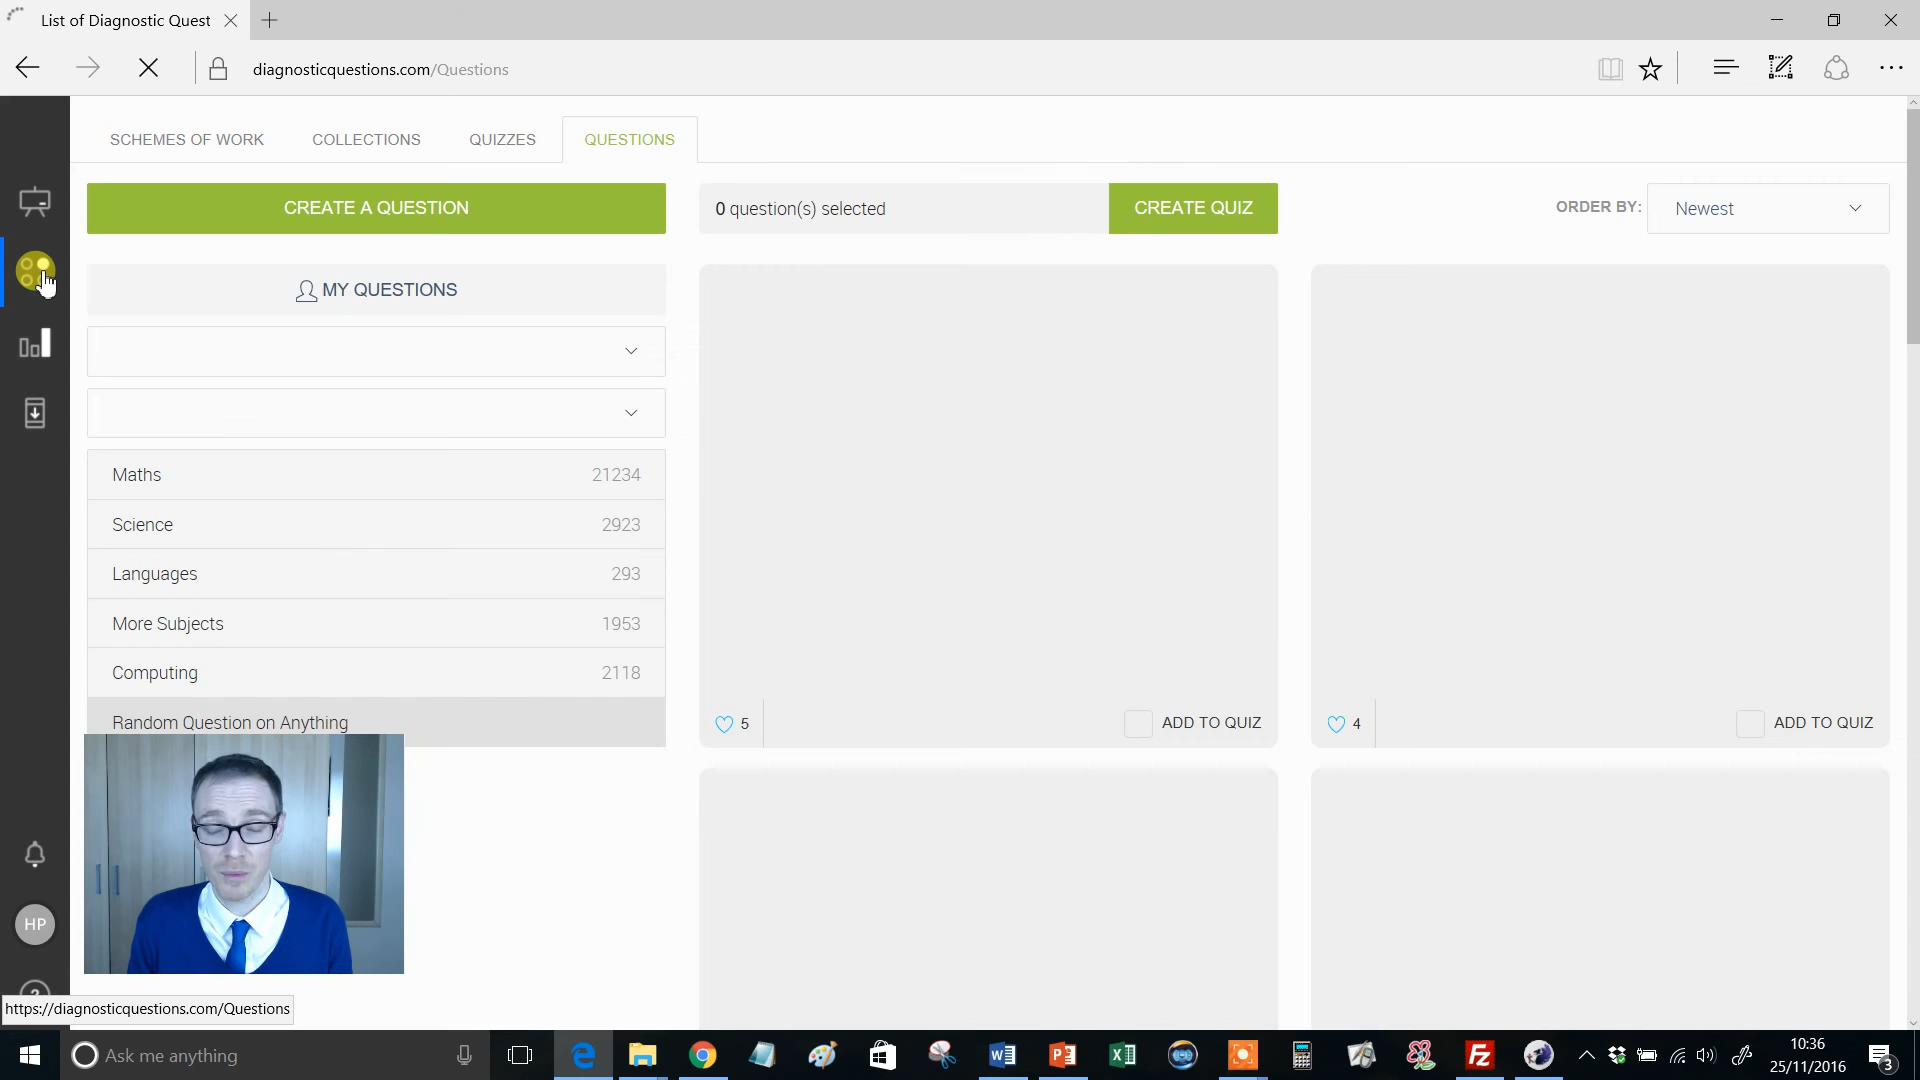 List of Diagnostic Quest
diagnosticquestions.com/Questions
SCHEMES OF WORK
COLLECTIONS
QUIZZES
QUESTIONS
CREATE A QUESTION
0 question(s) selected
CREATE QUIZ
ORDER BY:
Newest
MY QUESTIONS
Maths 21234
Science 2923
Languages 293
More Subjects 1953
Computing 2118
Random Question on Anything
5
ADD TO QUIZ
4
ADD TO QUIZ
HP
https://diagnosticquestions.com/Questions
Ask me anything
10:36
25/11/2016
3